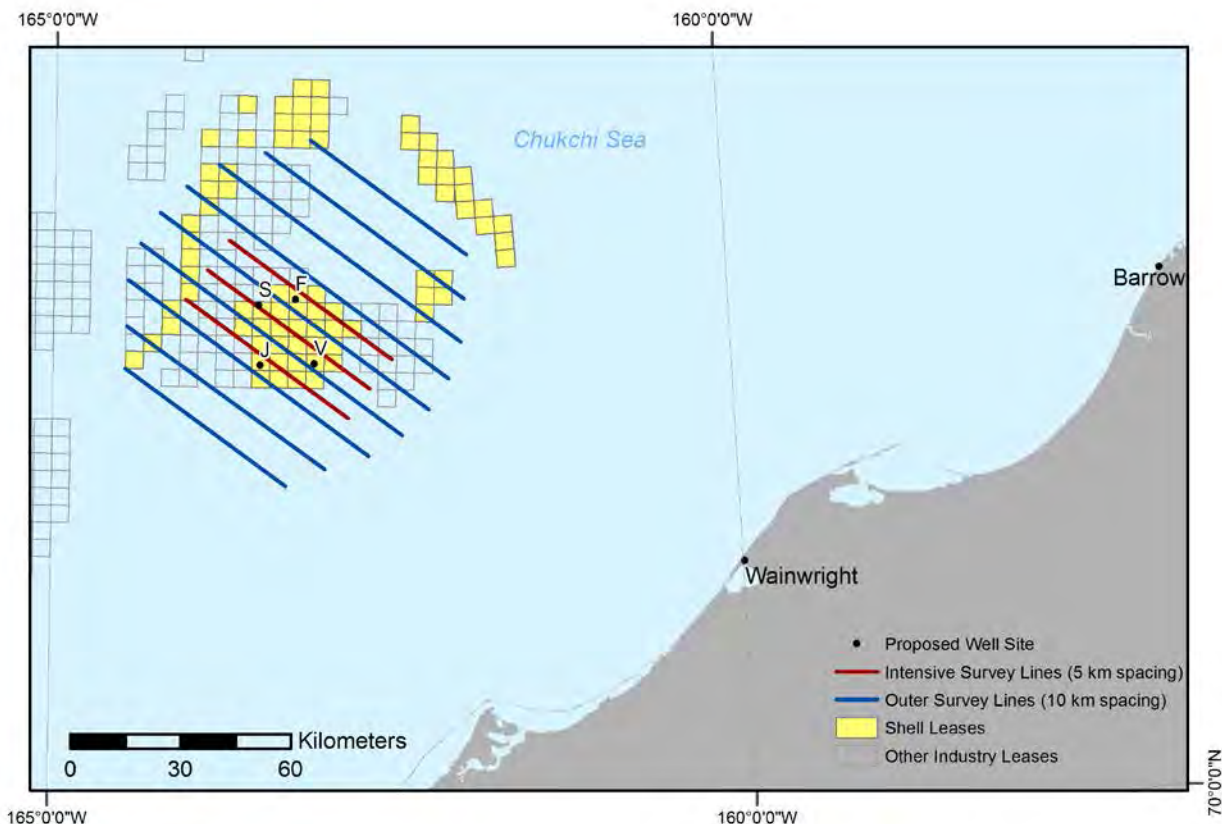 165°0'0"W
160°0'0"W
Chukchi Sea
Barrow
S
F
J
V
Wainwright
Proposed Well Site
Intensive Survey Lines (5 km spacing)
Outer Survey Lines (10 km spacing)
Shell Leases
Other Industry Leases
Kilometers
0 30 60
70°0'0"N
165°0'0"W
160°0'0"W